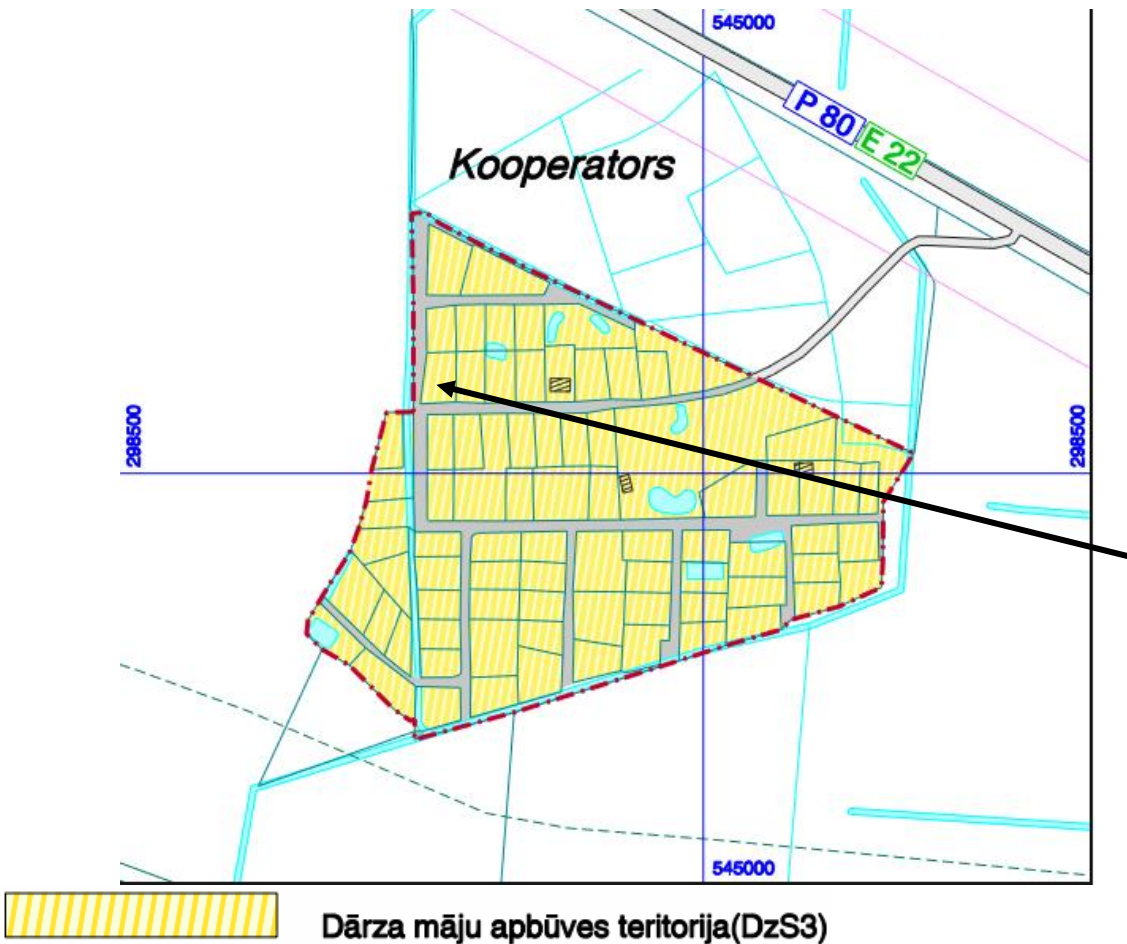 545000
P 80
E 22
Kooperators
298500
298500
545000
Dārza māju apbūves teritorija(DzS3)